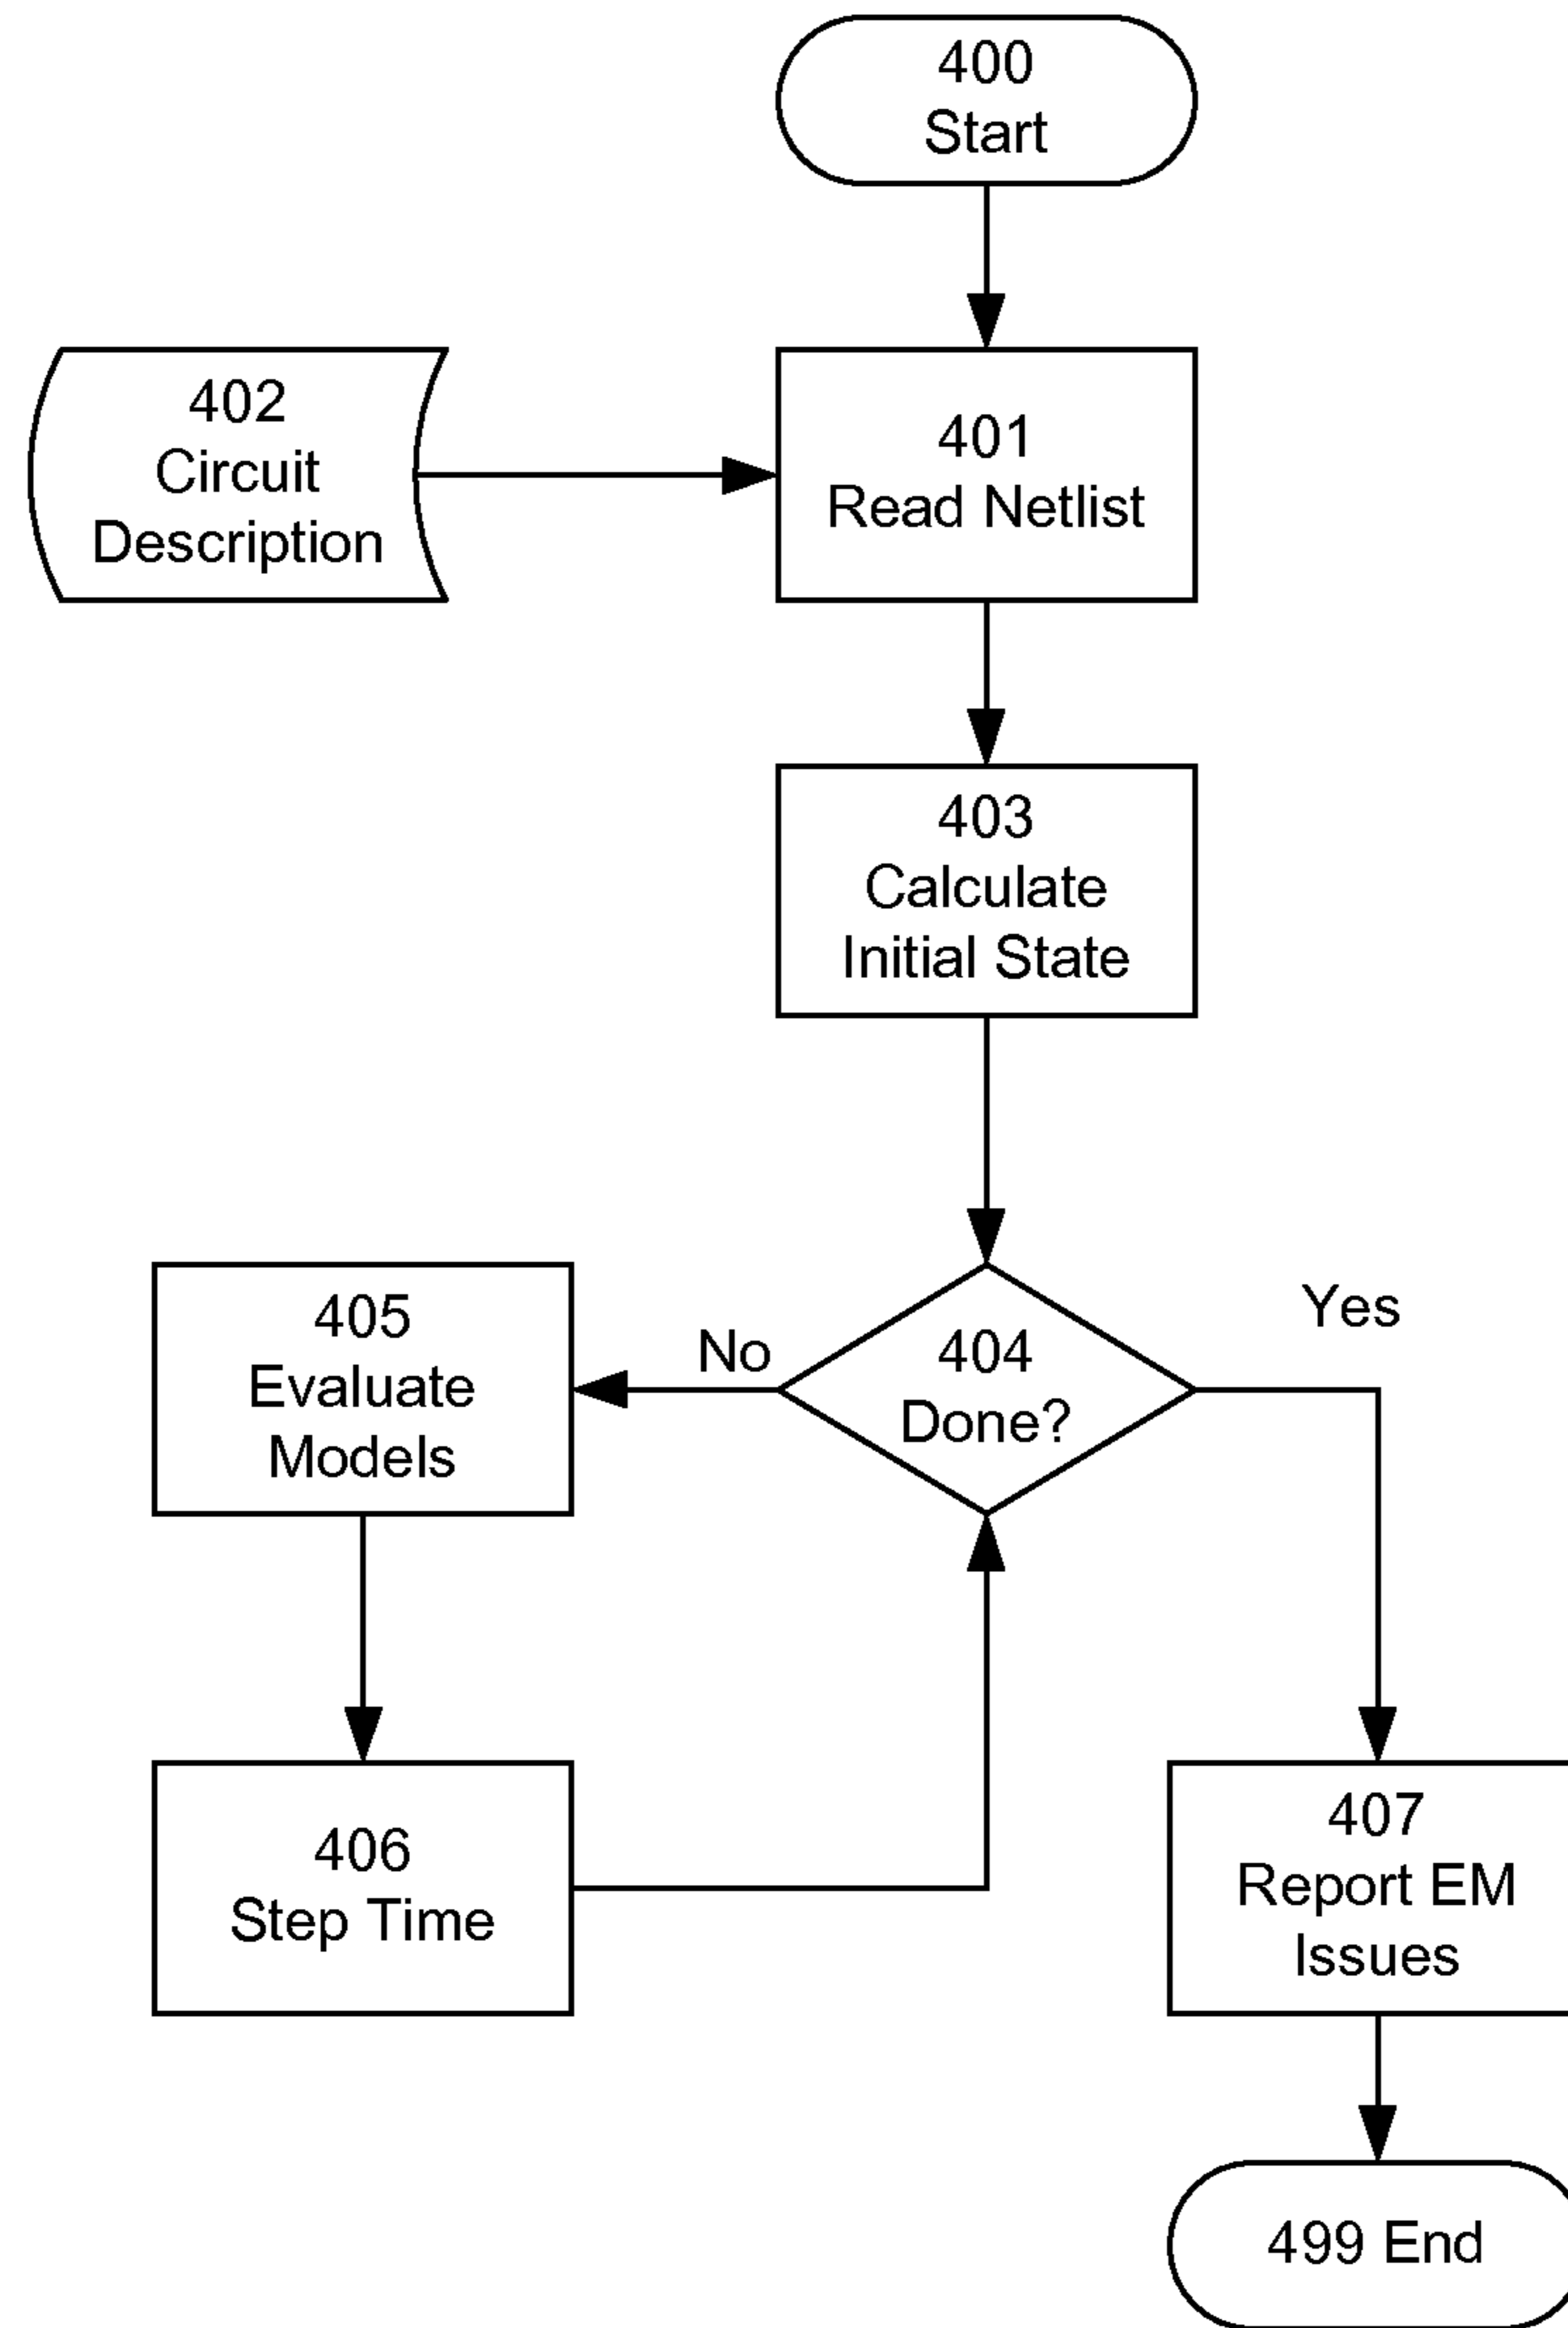 400
Start
402
Circuit
Description
401
Read Netlist
403
Calculate
Initial State
405
Evaluate
Models
No
404
Done?
Yes
406
Step Time
407
Report EM
Issues
499 End